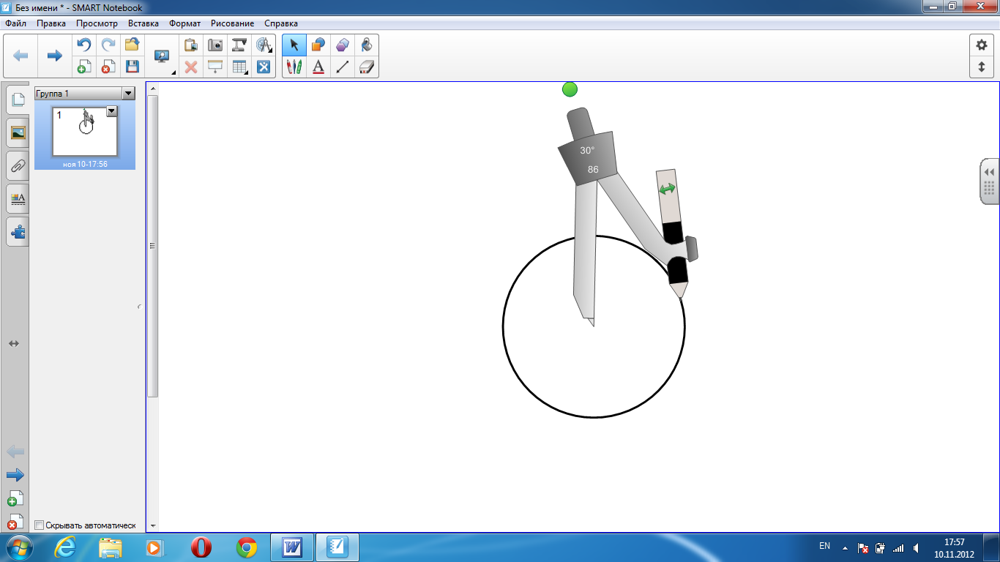 Без имени * - SMART Notebook
Файл Правка Просмотр Вставка Формат Рисование Справка
Группа 1
1
ноя 10-17:56
30°
86
Скрывать автоматическ
EN
17:57
10.11.2012